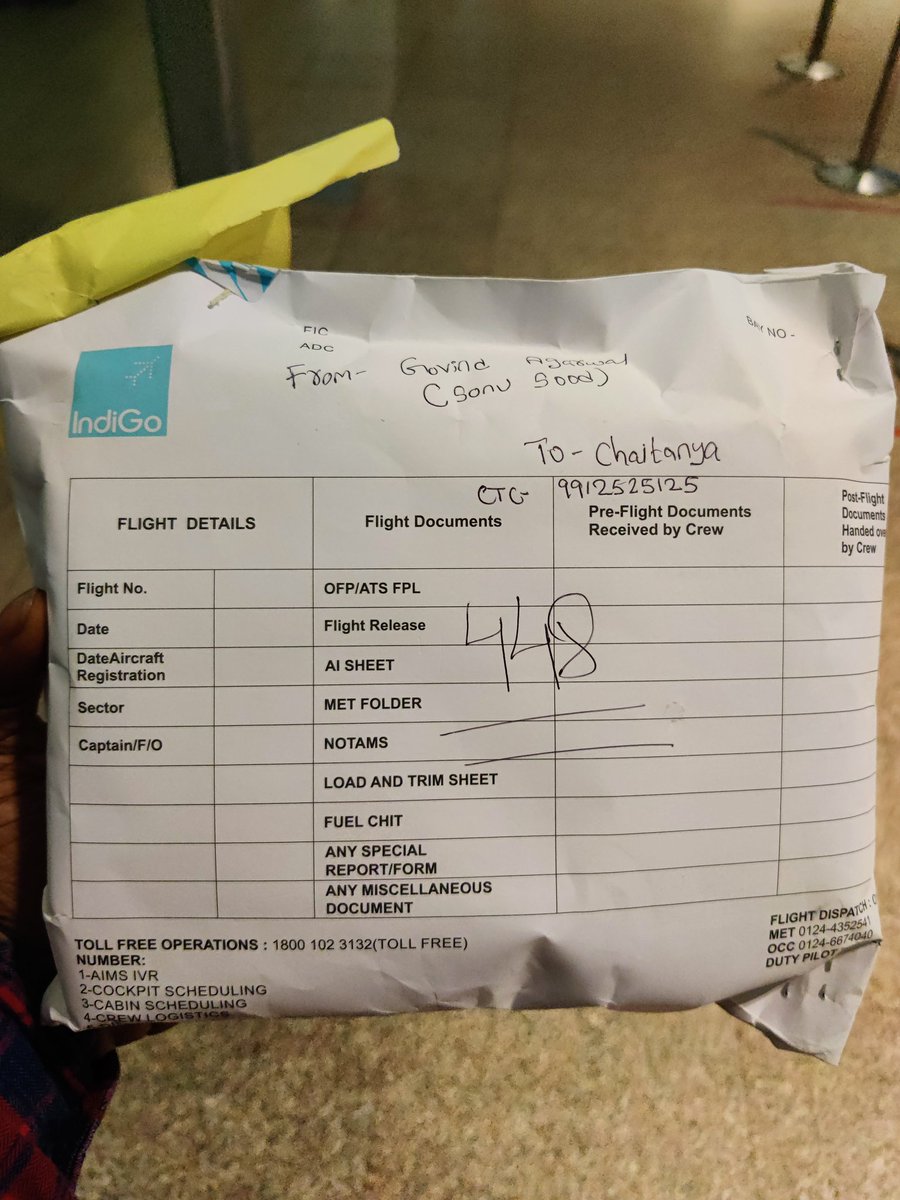 FIC
ADC
BAY NO-
From- Govind Agarwal
(Sonu Sood)
IndiGo
To- Chaitanya
CTC- 9912525125
FLIGHT DETAILS Flight Documents Pre-Flight Documents Received by Crew Post-Flight Documents Handed ove by Crew
Flight No. OFP/ATS FPL
Date Flight Release
448
DateAircraft Registration AI SHEET
Sector MET FOLDER
Captain/F/O NOTAMS
LOAD AND TRIM SHEET
FUEL CHIT
ANY SPECIAL REPORT/FORM
ANY MISCELLANEOUS DOCUMENT
TOLL FREE OPERATIONS : 1800 102 3132(TOLL FREE)
NUMBER:
1-AIMS IVR
2-COCKPIT SCHEDULING
3-CABIN SCHEDULING
4-CREW LOGISTICS
FLIGHT DISPATCH :
MET 0124-4352541
OCC 0124-6674040
DUTY PILOT